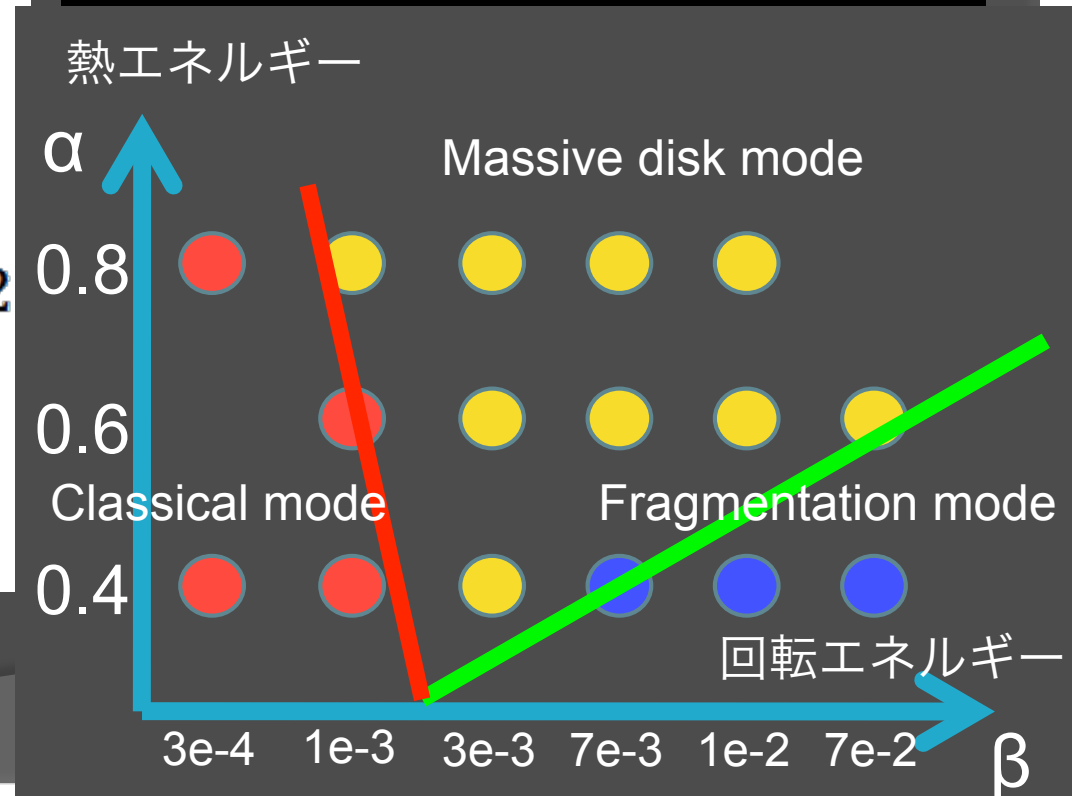 熱エネルギー
α
Massive disk mode
0.8
2
0.6
Classical mode
Fragmentation mode
0.4
回転エネルギー
3e-4 1e-3 3e-3 7e-3 1e-2 7e-2
β